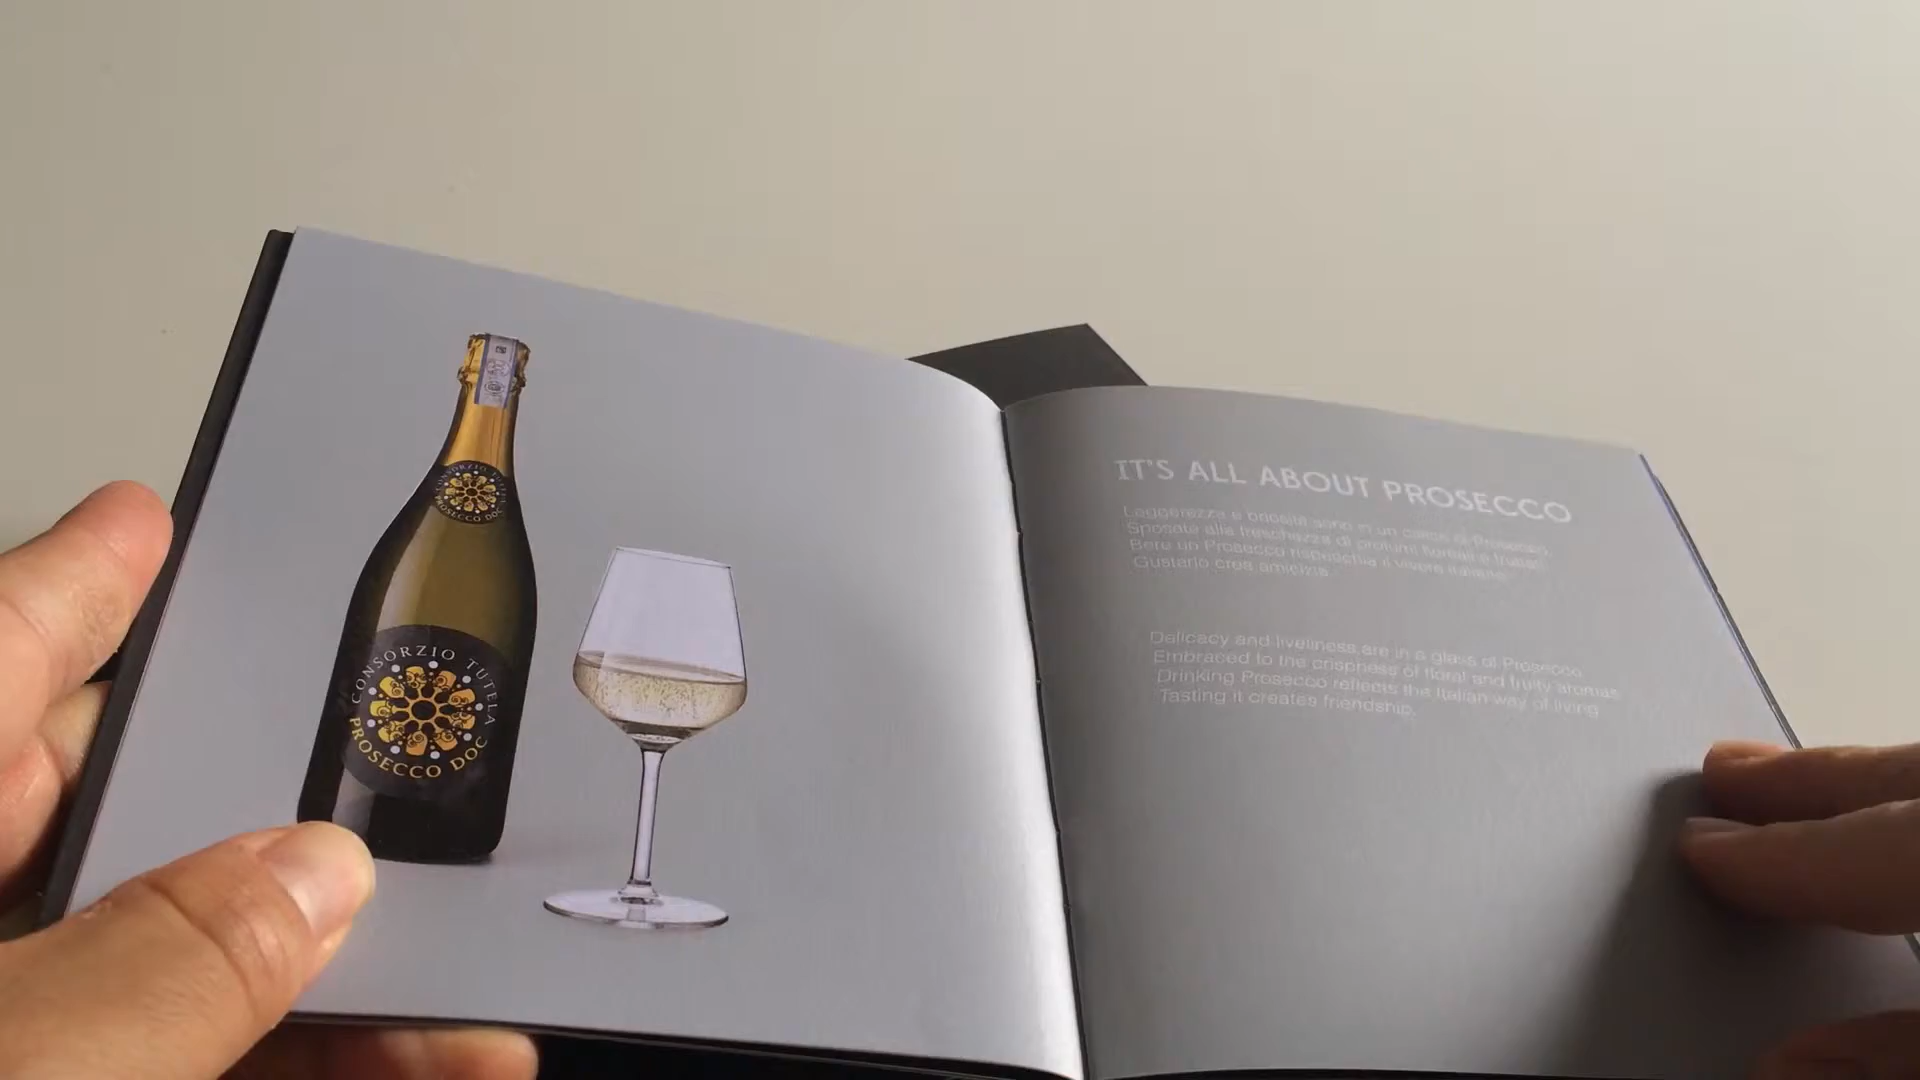 CONSORZIO TUTELA
PROSECCO DOC
CONSORZIO TUTELA
PROSECCO DOC
IT'S ALL ABOUT PROSECCO
Leggerezza e briosità sono in un calice di Prosecco.
Sposate alla freschezza di profumi floreali e fruttati.
Bere un Prosecco rispecchia il vivere italiano.
Gustarlo crea amicizia.
Delicacy and liveliness are in a glass of Prosecco.
Embraced to the crispness of floral and fruity aromas.
Drinking Prosecco reflects the Italian way of living.
Tasting it creates friendship.